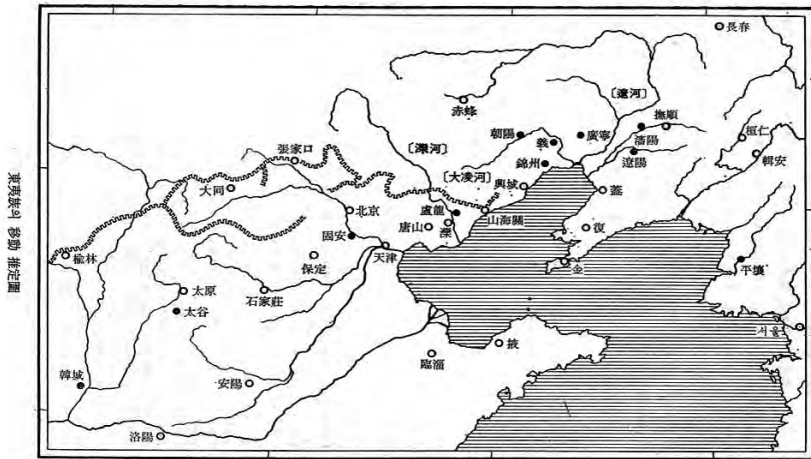 東夷族의 移動 推定圖
長春
〔遼河〕
赤峰
撫順
朝陽
廣寧
瀋陽
桓仁
〔灤河〕
義
遼陽
輯安
張家口
錦州
〔大凌河〕
大同
興城
蓋
北京
盧龍
山海關
唐山
灤
復
固安
榆林
保定
天津
金
平壤
太原
石家莊
太谷
서울
掖
臨淄
韓城
安陽
洛陽